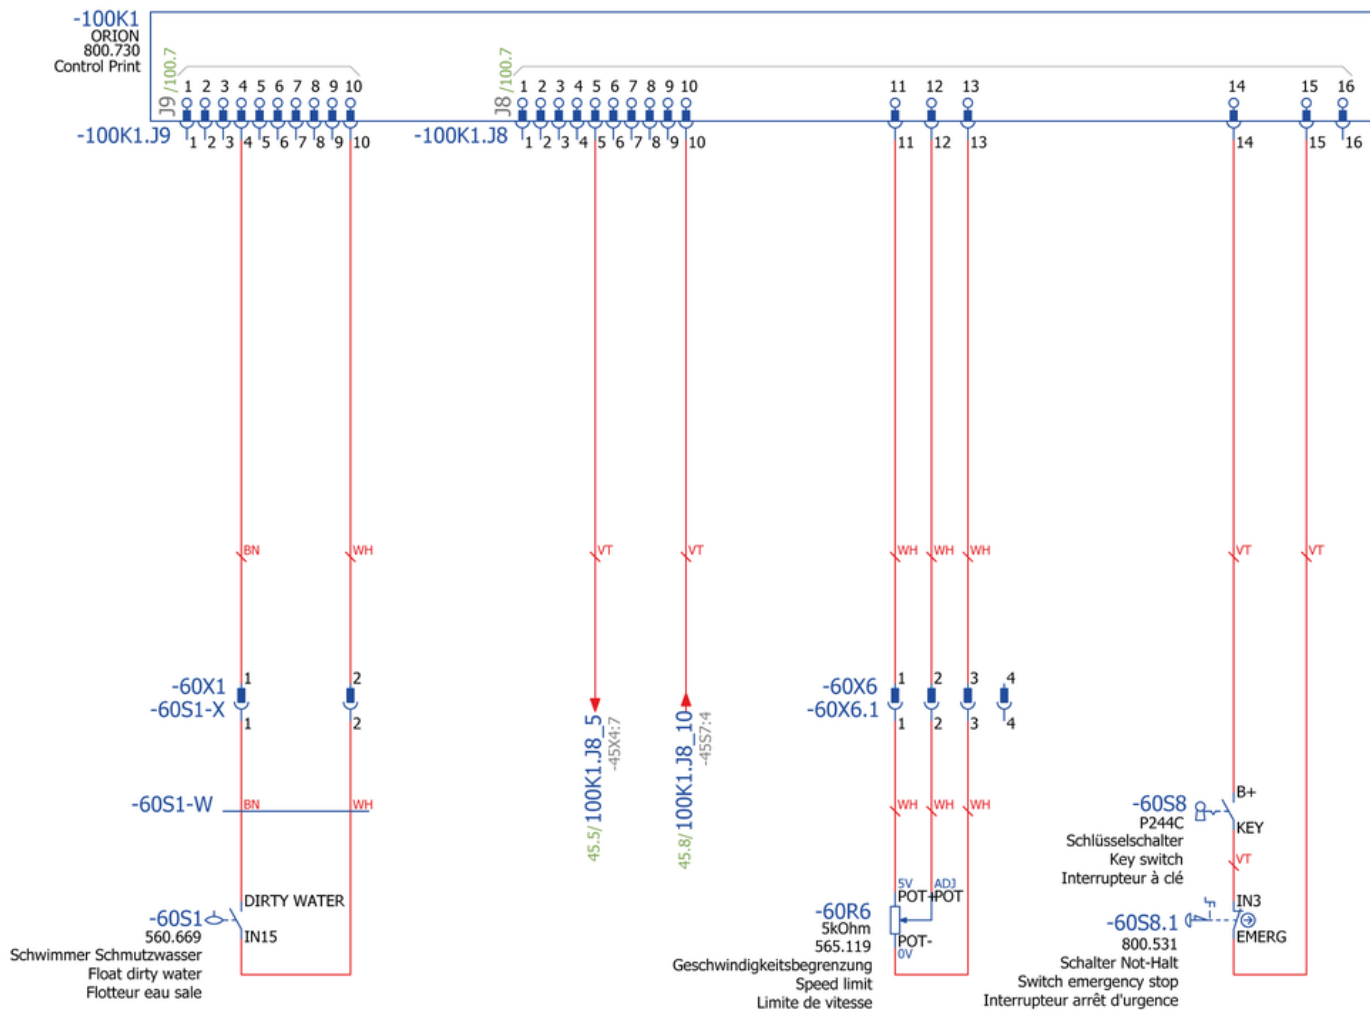 -100K1
ORION
800.730
Control Print
J9 /100.7
1 2 3 4 5 6 7 8 9 10
J8 /100.7
1 2 3 4 5 6 7 8 9 10 11 12 13 14 15 16
-100K1.J9
1 2 3 4 5 6 7 8 9 10
-100K1.J8
1 2 3 4 5 6 7 8 9 10 11 12 13 14 15 16
BN WH VT VT WH WH WH VT VT
-60X1
1 2
-60S1-X
1 2
45.5/100K1.J8_5
-45X4:7
45.8/100K1.J8_10
-45S7:4
-60X6
1 2 3 4
-60X6.1
1 2 3 4
-60S1-W
BN WH
WH WH WH
-60S8
P244C
Schlüsselschalter
Key switch
Interrupteur à clé
B+
KEY
VT
-60S1
560.669
Schwimmer Schmutzwasser
Float dirty water
Flotteur eau sale
DIRTY WATER
IN15
-60R6
5kOhm
565.119
Geschwindigkeitsbegrenzung
Speed limit
Limite de vitesse
5V ADJ
POT+ POT
POT-
0V
-60S8.1
800.531
Schalter Not-Halt
Switch emergency stop
Interrupteur arrêt d'urgence
IN3
EMERG